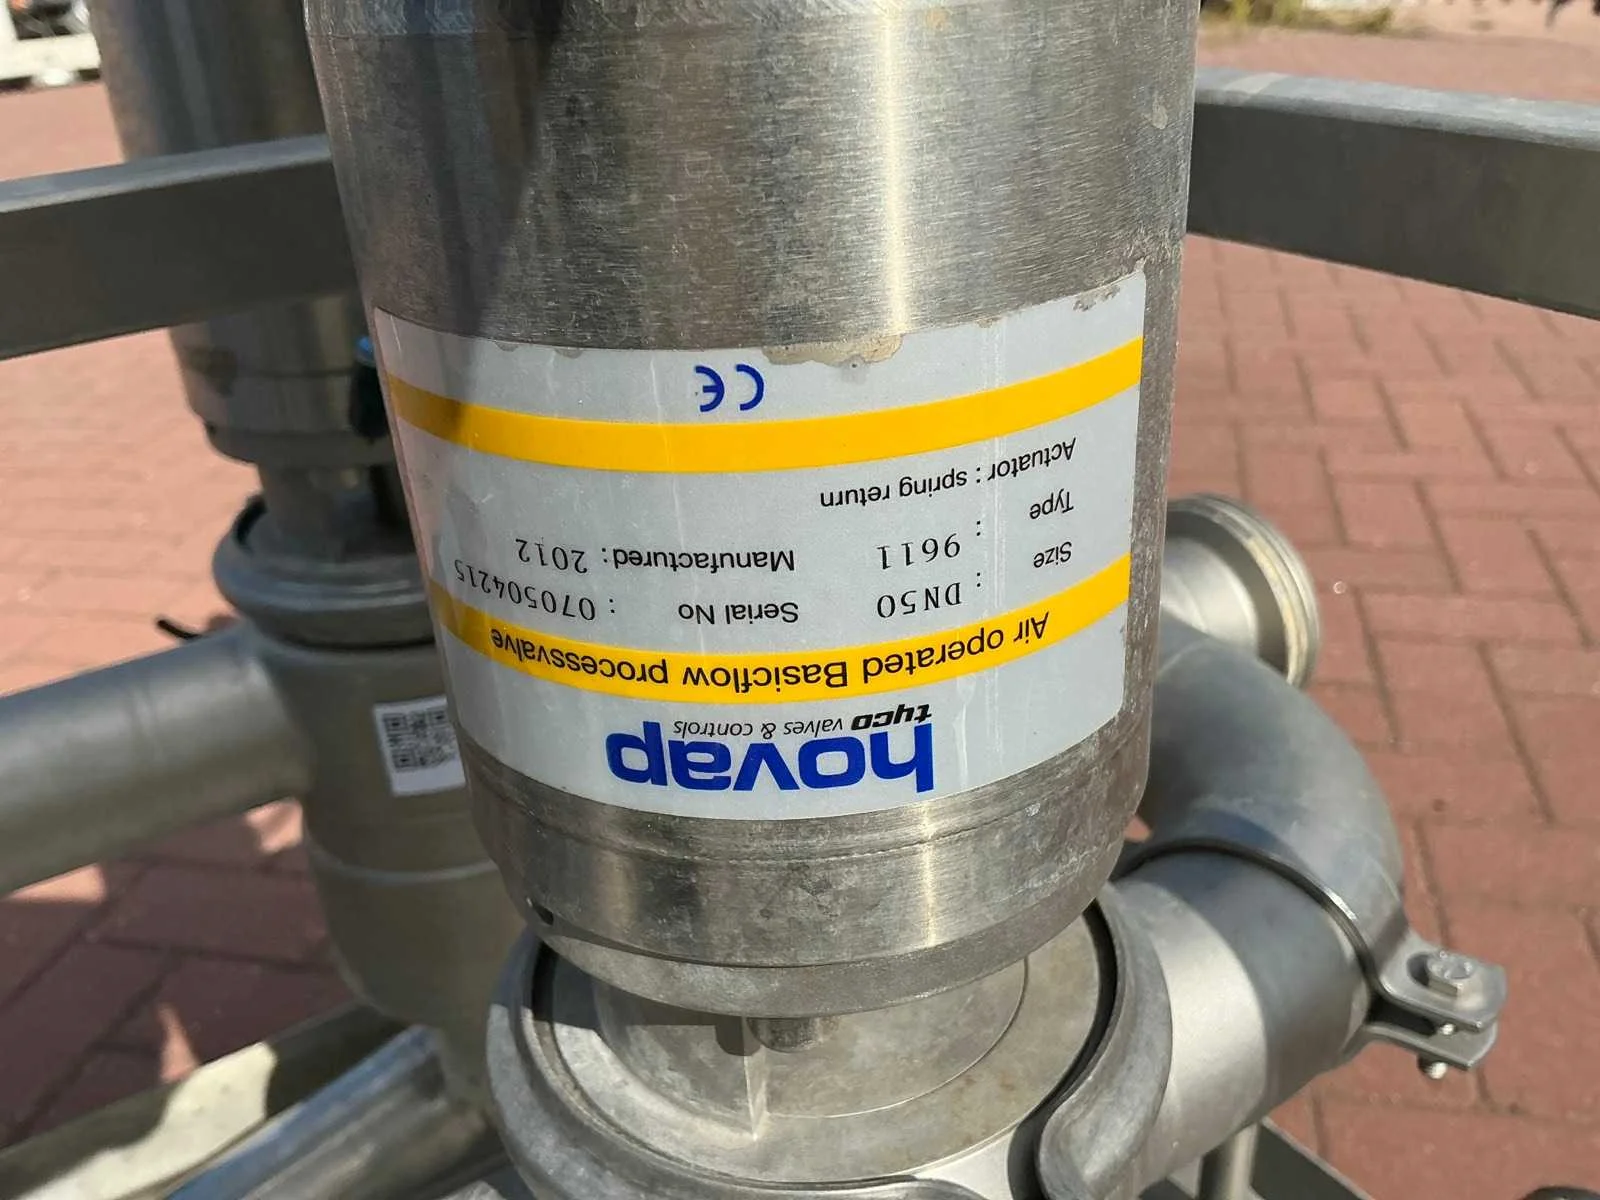 hovap
tyco valves & controls
Air operated Basicflow processvalve
Size : DN50 Serial No : 070504215
Type : 9611 Manufactured : 2012
Actuator : spring return
CE